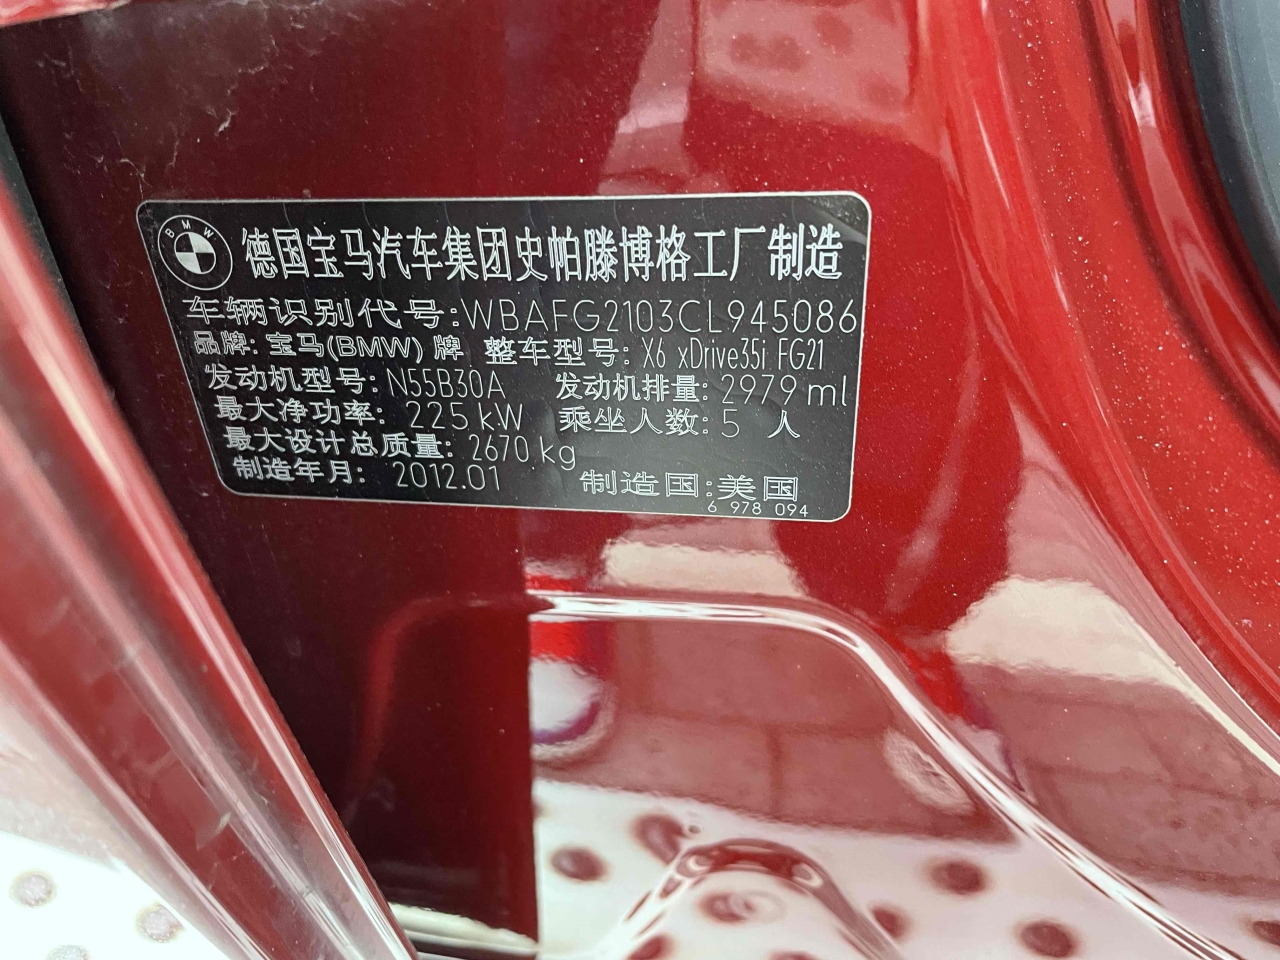 BMW
德国宝马汽车集团史帕滕博格工厂制造
车辆识别代号:WBAFG2103CL945086
品牌: 宝马(BMW) 牌 整车型号: X6 xDrive35i FG21
发动机型号: N55B30A 发动机排量: 2979 ml
最大净功率: 225 kW 乘坐人数: 5 人
最大设计总质量: 2670 kg
制造年月: 2012.01 制造国:美国
6 978 094